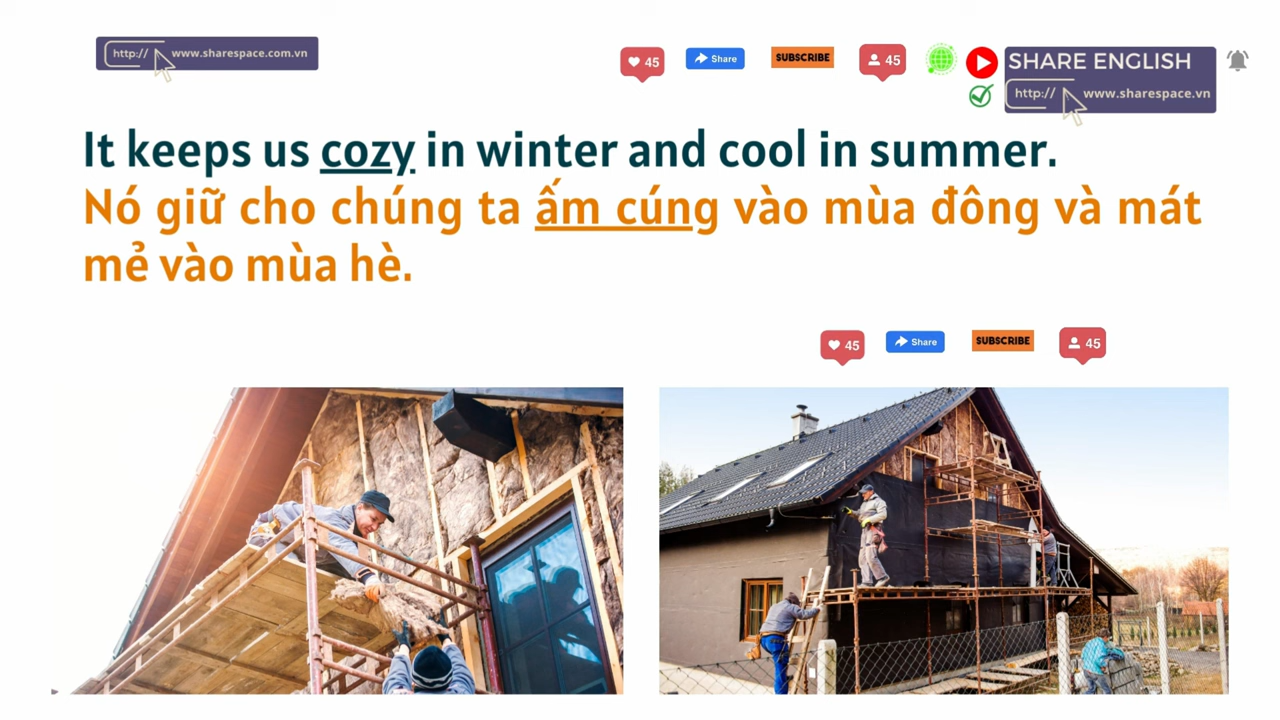 http:// www.sharespace.com.vn
45 Share SUBSCRIBE 45
SHARE ENGLISH
http:// www.sharespace.vn
It keeps us cozy in winter and cool in summer.
Nó giữ cho chúng ta ấm cúng vào mùa đông và mát
mẻ vào mùa hè.
45 Share SUBSCRIBE 45